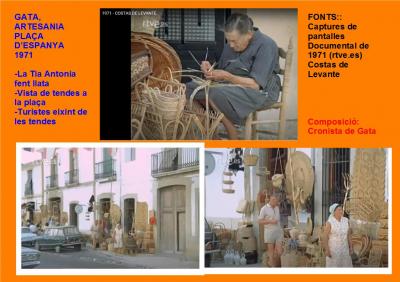 GATA,
ARTESANIA
PLAÇA
D'ESPANYA
1971
-La Tia Antonia
fent llata
-Vista de tendes a
la plaça
-Turistes eixint de
les tendes
1971 · COSTAS DE LEVANTE
rtve.es
FONTS::
Captures de
pantalles
Documental de
1971 (rtve.es)
Costas de
Levante
Composició:
Cronista de Gata